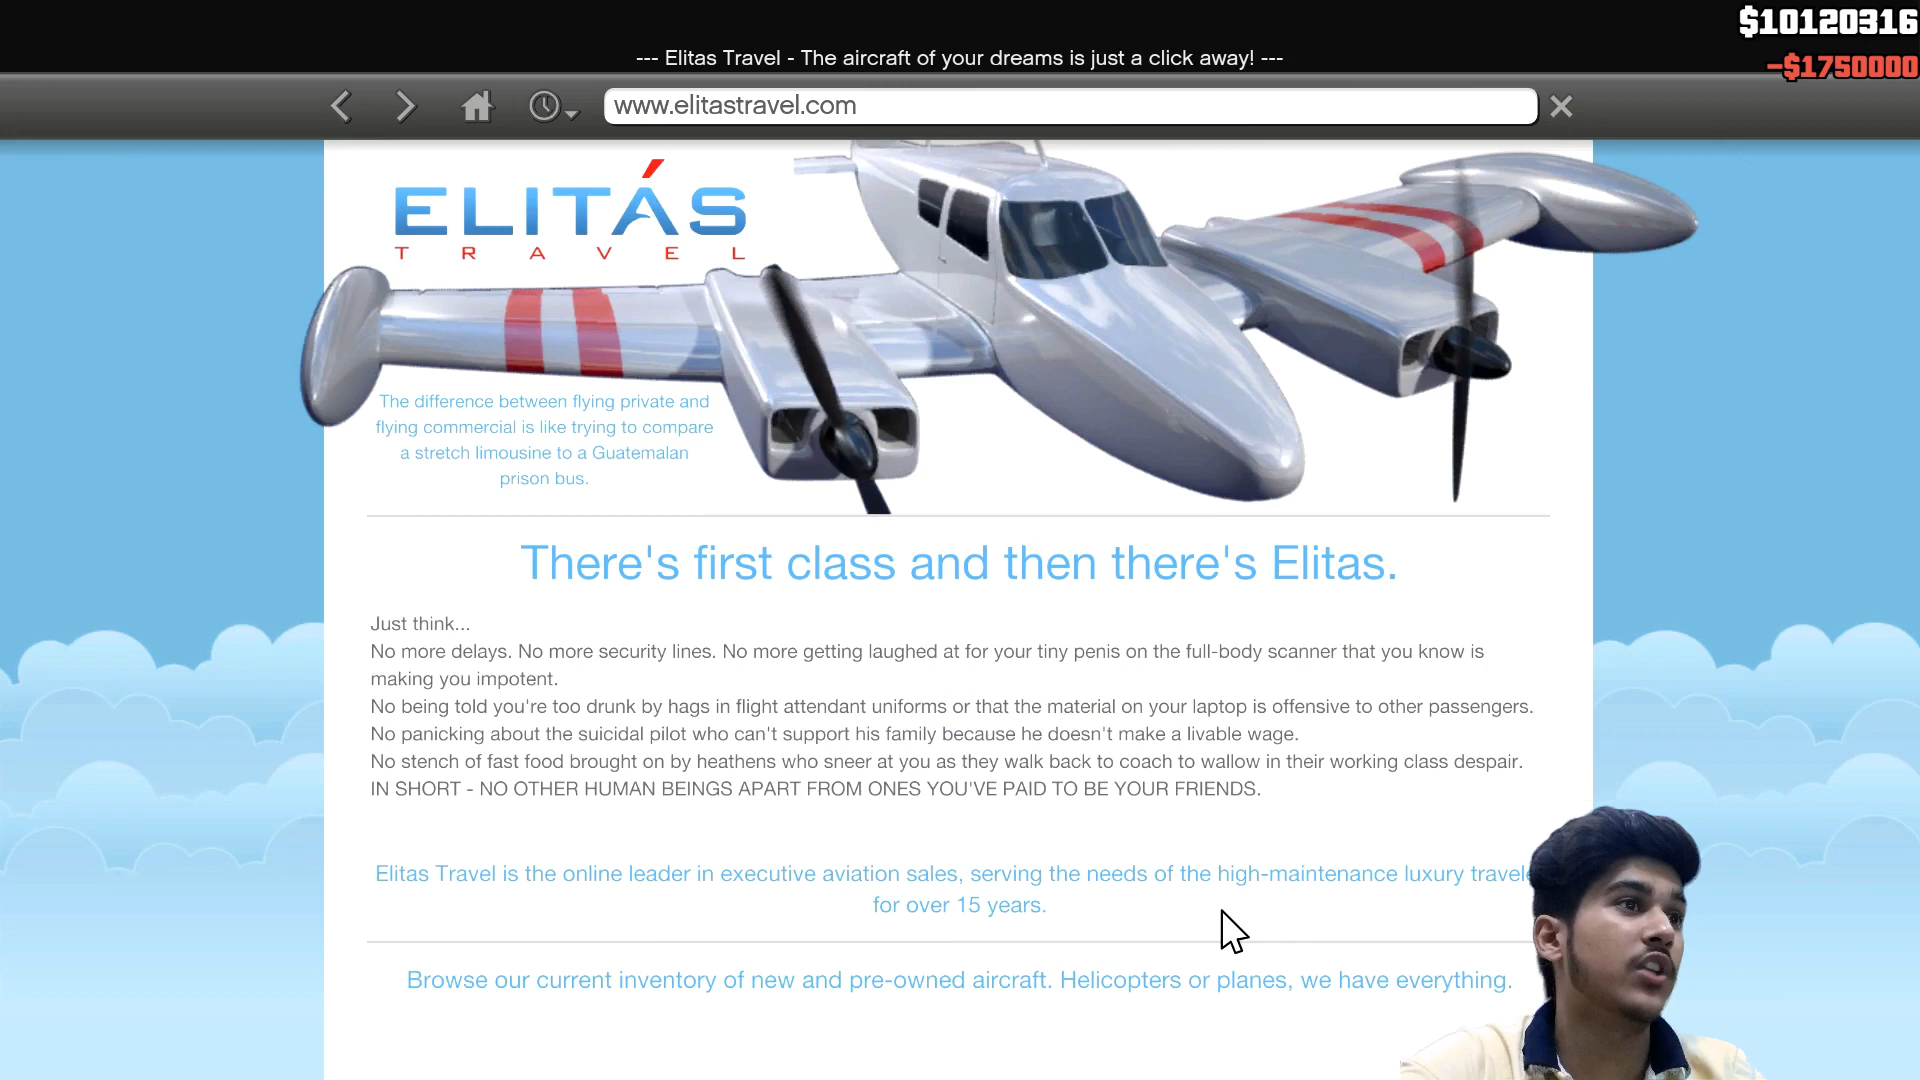 $10120316
--- Elitas Travel - The aircraft of your dreams is just a click away! ---
-$1750000
www.elitastravel.com
ELITÁS
TRAVEL
The difference between flying private and
flying commercial is like trying to compare
a stretch limousine to a Guatemalan
prison bus.
There's first class and then there's Elitas.
Just think...
No more delays. No more security lines. No more getting laughed at for your tiny penis on the full-body scanner that you know is
making you impotent.
No being told you're too drunk by hags in flight attendant uniforms or that the material on your laptop is offensive to other passengers.
No panicking about the suicidal pilot who can't support his family because he doesn't make a livable wage.
No stench of fast food brought on by heathens who sneer at you as they walk back to coach to wallow in their working class despair.
IN SHORT - NO OTHER HUMAN BEINGS APART FROM ONES YOU'VE PAID TO BE YOUR FRIENDS.
Elitas Travel is the online leader in executive aviation sales, serving the needs of the high-maintenance luxury
for over 15 years.
Browse our current inventory of new and pre-owned aircraft. Helicopters or planes, we have everything.